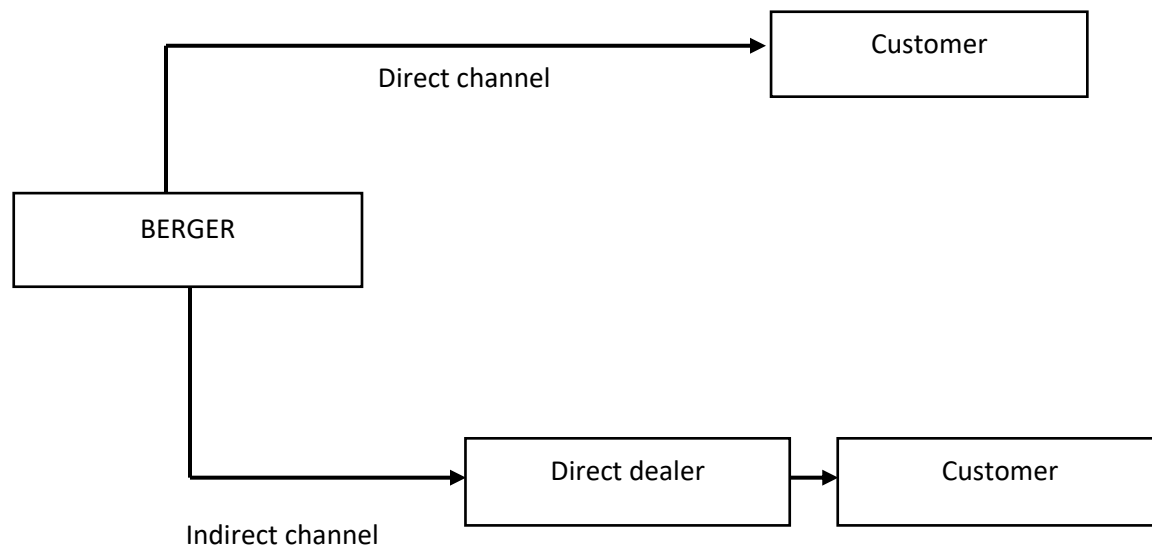 Customer
Direct channel
BERGER
Direct dealer
Customer
Indirect channel